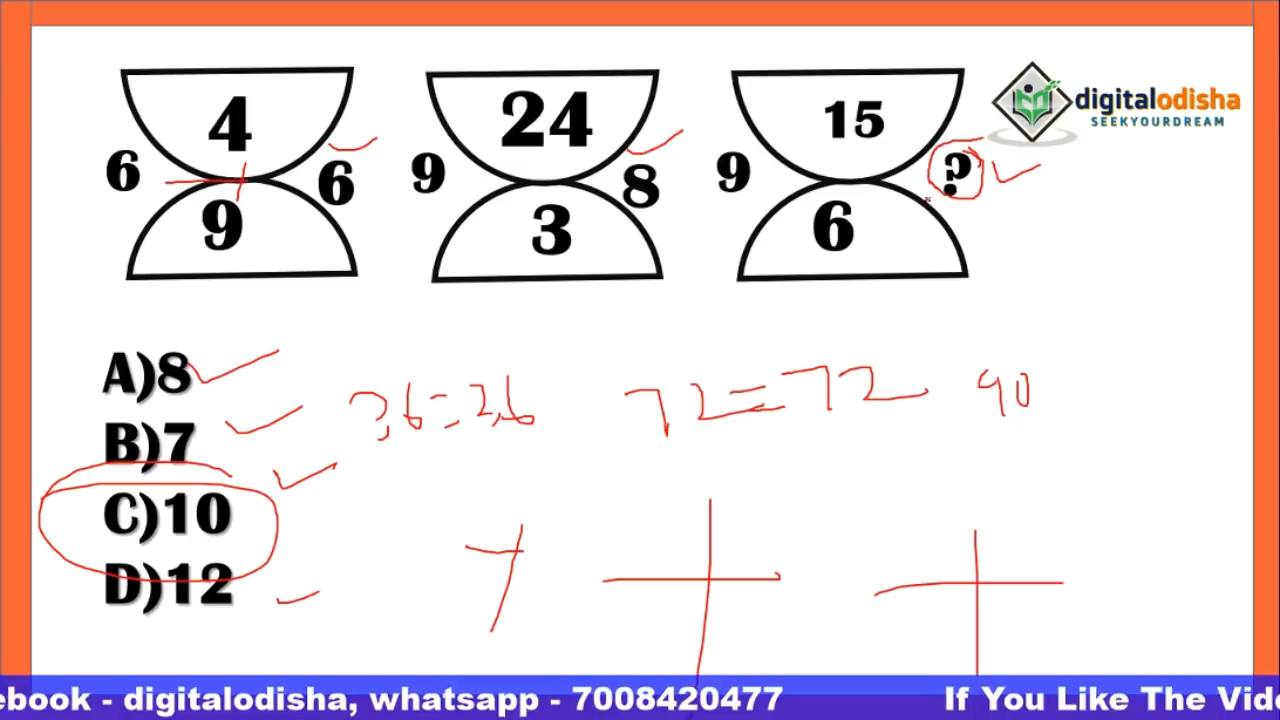 4 24 15
digitalodisha
SEEKYOURDREAM
6 6 9 8 9 ?
9 3 6
A)8
36=36 72=72 90
B)7
C)10
D)12
ebook - digitalodisha, whatsapp - 7008420477 If You Like The Vide